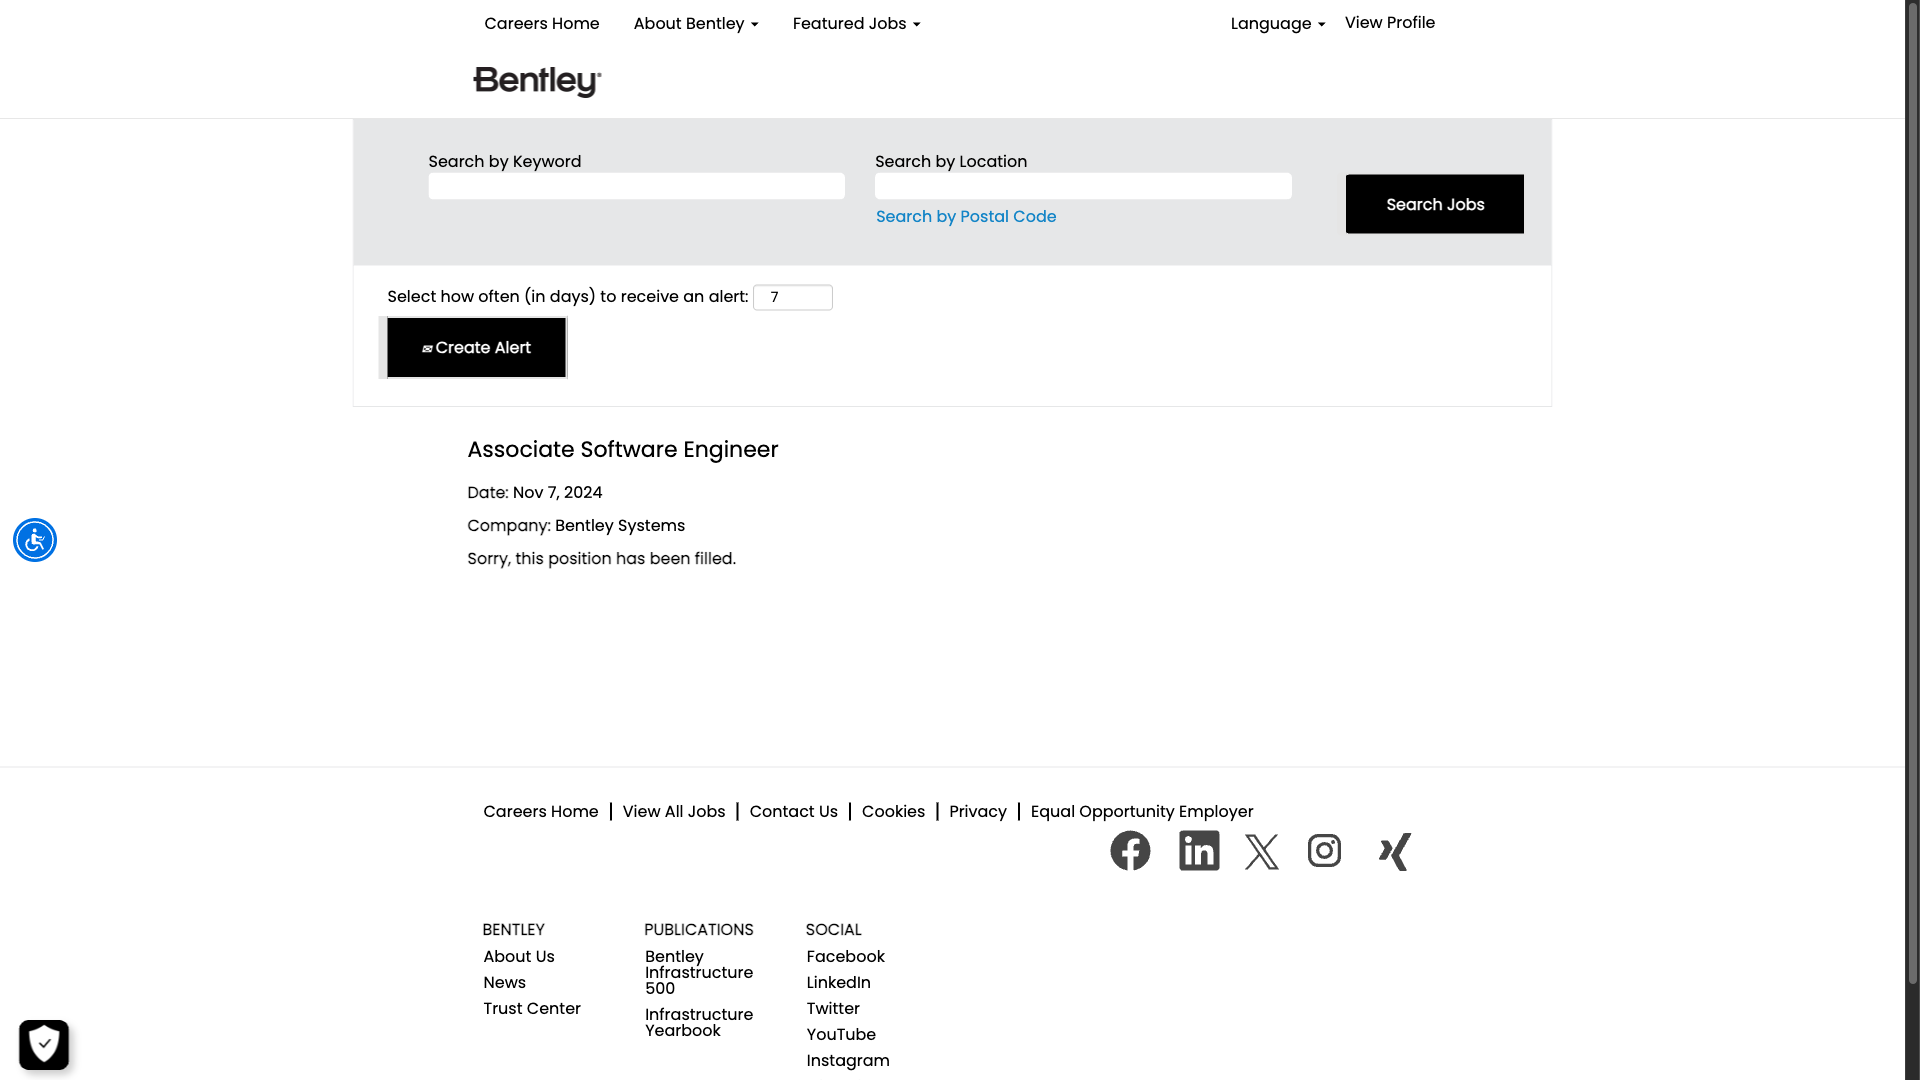 Careers Home
About Bentley
Featured Jobs
Language
View Profile
Bentley®
Search by Keyword
Search by Location
Search by Postal Code
Search Jobs
Select how often (in days) to receive an alert:
7
Create Alert
Associate Software Engineer
Date: Nov 7, 2024
Company: Bentley Systems
Sorry, this position has been filled.
Careers Home
View All Jobs
Contact Us
Cookies
Privacy
Equal Opportunity Employer
BENTLEY
About Us
News
Trust Center
PUBLICATIONS
Bentley
Infrastructure
500
Infrastructure
Yearbook
SOCIAL
Facebook
LinkedIn
Twitter
YouTube
Instagram